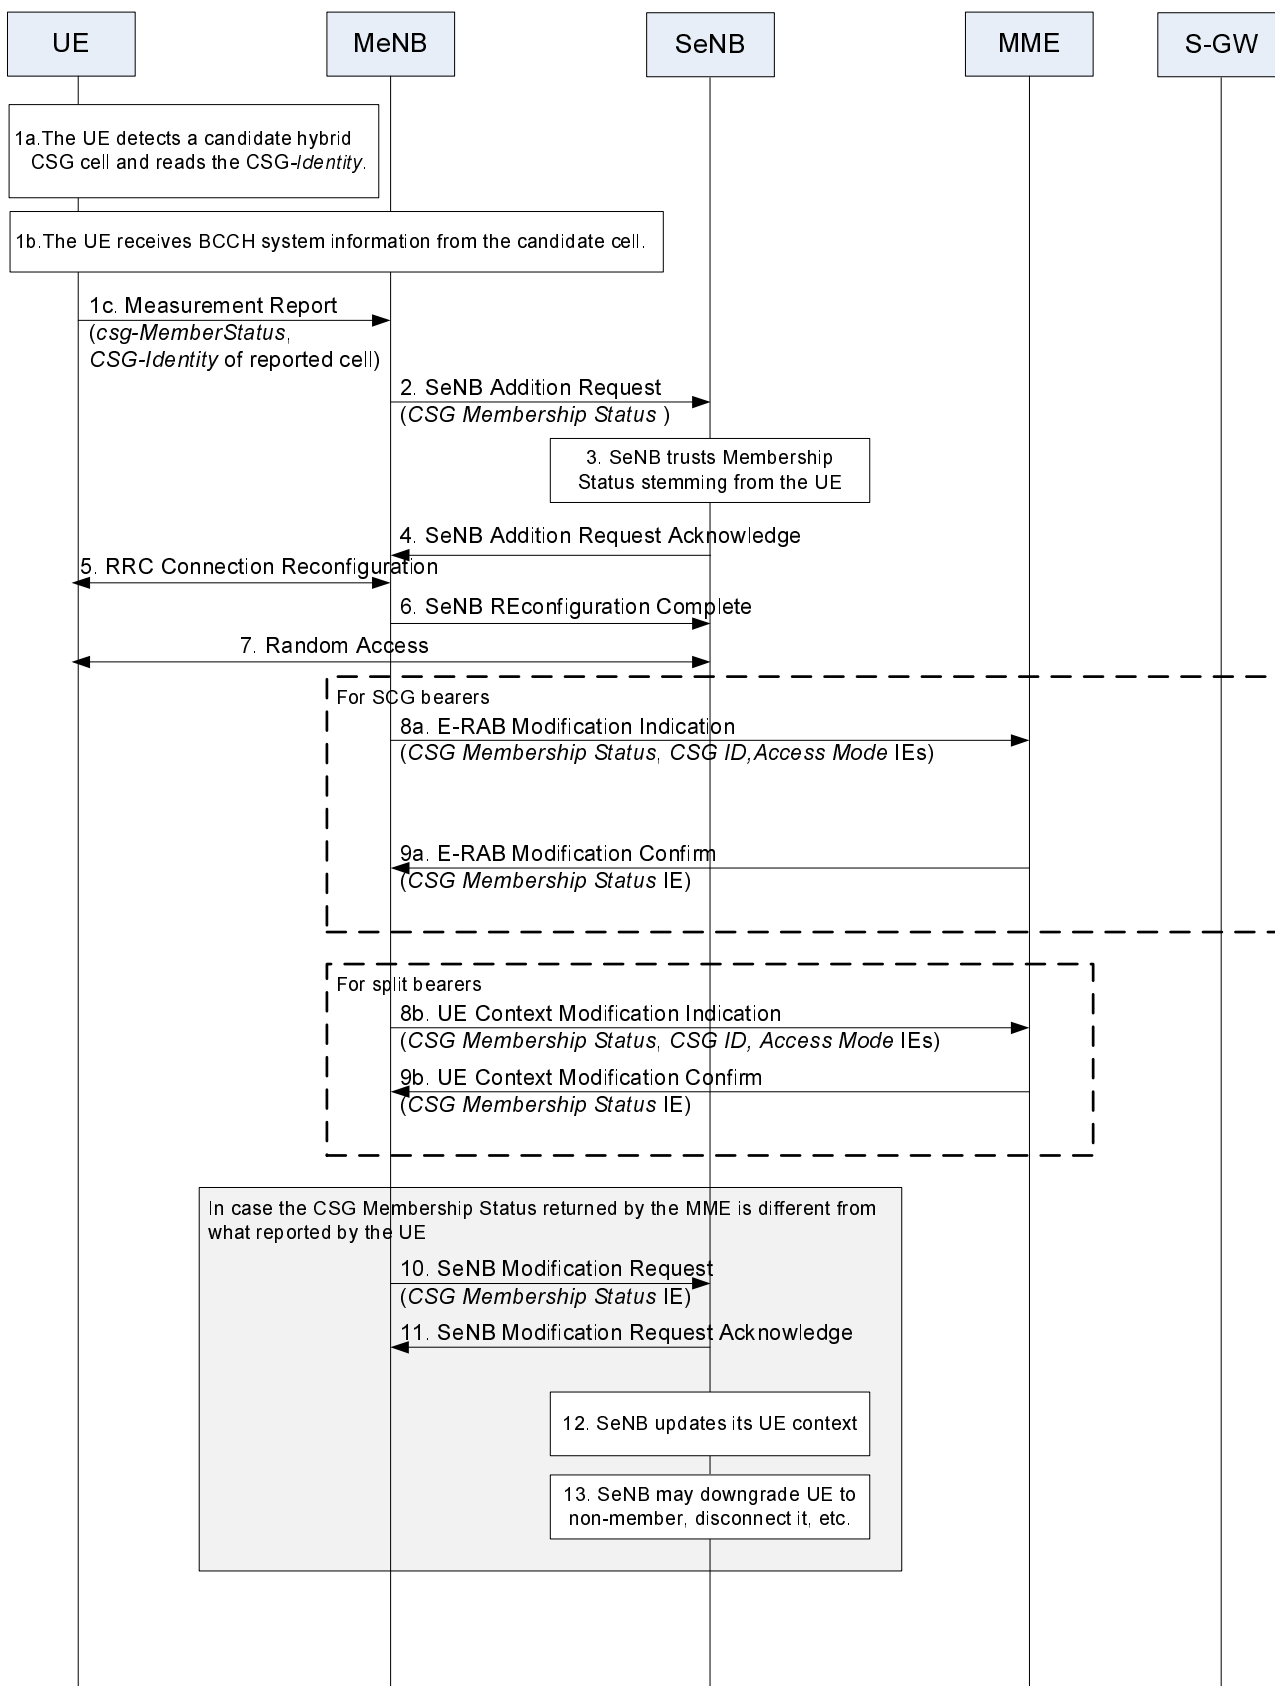 UE MeNB SeNB MME S-GW
1a.The UE detects a candidate hybrid
CSG cell and reads the CSG-Identity.
1b.The UE receives BCCH system information from the candidate cell.
1c. Measurement Report
(csg-MemberStatus,
CSG-Identity of reported cell)
2. SeNB Addition Request
(CSG Membership Status )
3. SeNB trusts Membership
Status stemming from the UE
4. SeNB Addition Request Acknowledge
5. RRC Connection Reconfiguration
6. SeNB REconfiguration Complete
7. Random Access
For SCG bearers
8a. E-RAB Modification Indication
(CSG Membership Status, CSG ID,Access Mode IEs)
9a. E-RAB Modification Confirm
(CSG Membership Status IE)
For split bearers
8b. UE Context Modification Indication
(CSG Membership Status, CSG ID, Access Mode IEs)
9b. UE Context Modification Confirm
(CSG Membership Status IE)
In case the CSG Membership Status returned by the MME is different from
what reported by the UE
10. SeNB Modification Request
(CSG Membership Status IE)
11. SeNB Modification Request Acknowledge
12. SeNB updates its UE context
13. SeNB may downgrade UE to
non-member, disconnect it, etc.